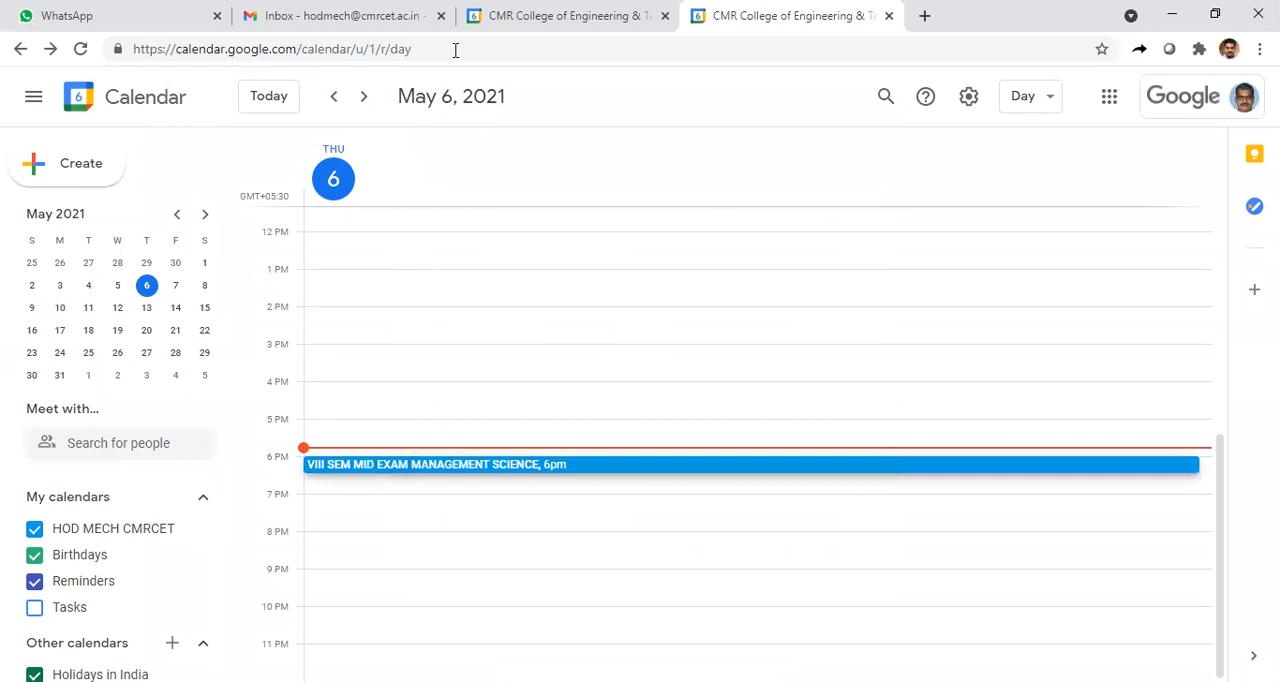 WhatsApp
Inbox - hodmech@cmrcet.ac.in -
CMR College of Engineering & Te
CMR College of Engineering & Te
https://calendar.google.com/calendar/u/1/r/day
6 Calendar
Today
May 6, 2021
Day
Google
Create
THU
6
GMT+05:30
May 2021
S M T W T F S
25 26 27 28 29 30 1
2 3 4 5 6 7 8
9 10 11 12 13 14 15
16 17 18 19 20 21 22
23 24 25 26 27 28 29
30 31 1 2 3 4 5
Meet with...
Search for people
My calendars
HOD MECH CMRCET
Birthdays
Reminders
Tasks
Other calendars
Holidays in India
12 PM
1 PM
2 PM
3 PM
4 PM
5 PM
6 PM
VIII SEM MID EXAM MANAGEMENT SCIENCE, 6pm
7 PM
8 PM
9 PM
10 PM
11 PM